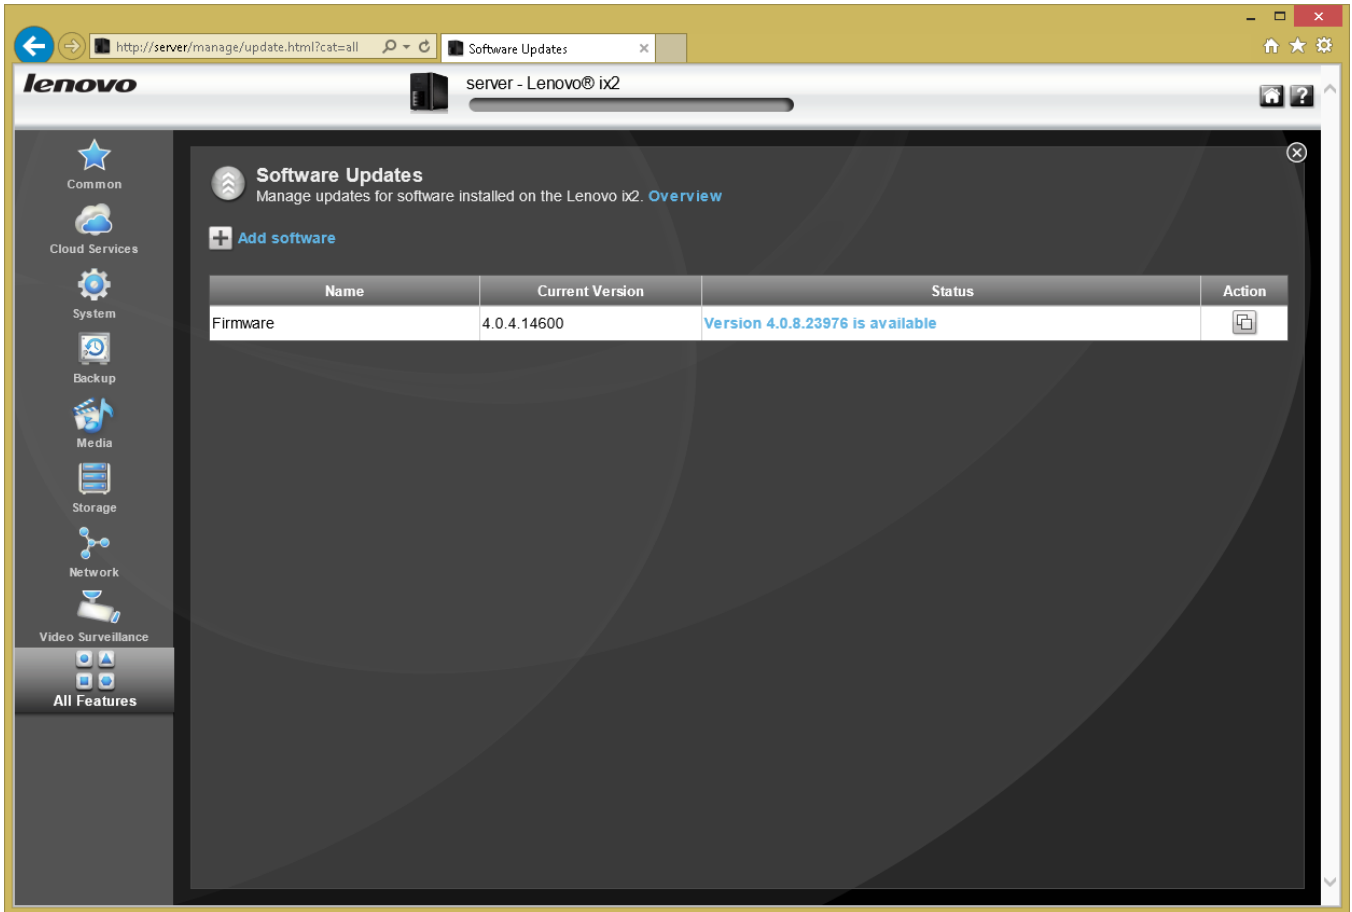 http://server/manage/update.html?cat=all
Software Updates
lenovo
server - Lenovo® ix2
Common
Cloud Services
System
Backup
Media
Storage
Network
Video Surveillance
All Features
Software Updates
Manage updates for software installed on the Lenovo ix2. Overview
Add software
Name Current Version Status Action
Firmware 4.0.4.14600 Version 4.0.8.23976 is available